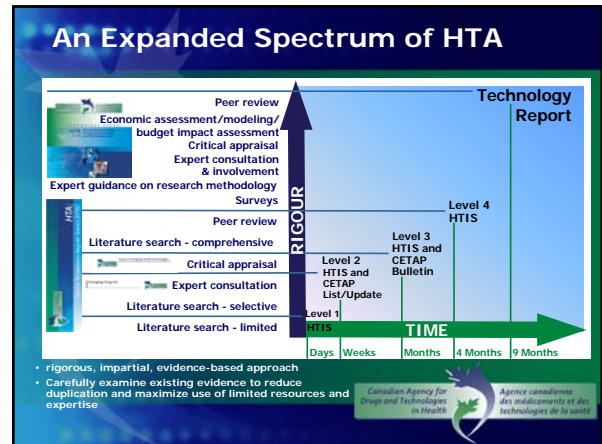 An Expanded Spectrum of HTA
Peer review
Economic assessment/modeling/
budget impact assessment
Critical appraisal
Expert consultation
& involvement
Expert guidance on research methodology
Surveys
Peer review
Literature search - comprehensive
Critical appraisal
Expert consultation
Literature search - selective
Literature search - limited
HTA
RIGOUR
Technology
Report
Level 4
HTIS
Level 3
HTIS and
CETAP
Bulletin
Level 2
HTIS and
CETAP
List/Update
Level 1
HTIS
TIME
Days
Weeks
Months
4 Months
9 Months
• rigorous, impartial, evidence-based approach
• Carefully examine existing evidence to reduce
duplication and maximize use of limited resources and
expertise
Canadian Agency for
Drugs and Technologies
in Health
Agence canadienne
des médicaments et des
technologies de la santé